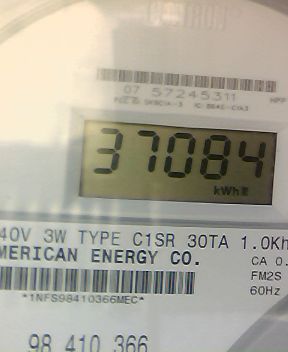 07 57245311
37084
kWh
40V 3W TYPE C1SR 30TA 1.0Kh
MERICAN ENERGY CO.
CA 0.
FM2S
*1NFS98410366MEC*
60Hz
98 410 366